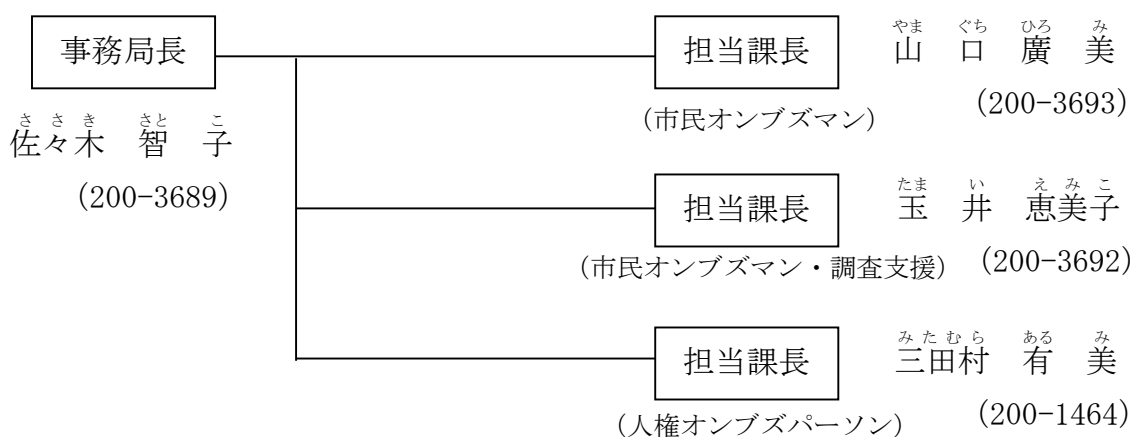 事務局長
佐々木 智子
ささき さとこ
(200-3689)
担当課長
(市民オンブズマン)
やまぐち ひろみ
山口 廣美
(200-3693)
担当課長
(市民オンブズマン・調査支援)
たまい えみこ
玉井 恵美子
(200-3692)
担当課長
(人権オンブズパーソン)
みたむら あるみ
三田村 有美
(200-1464)